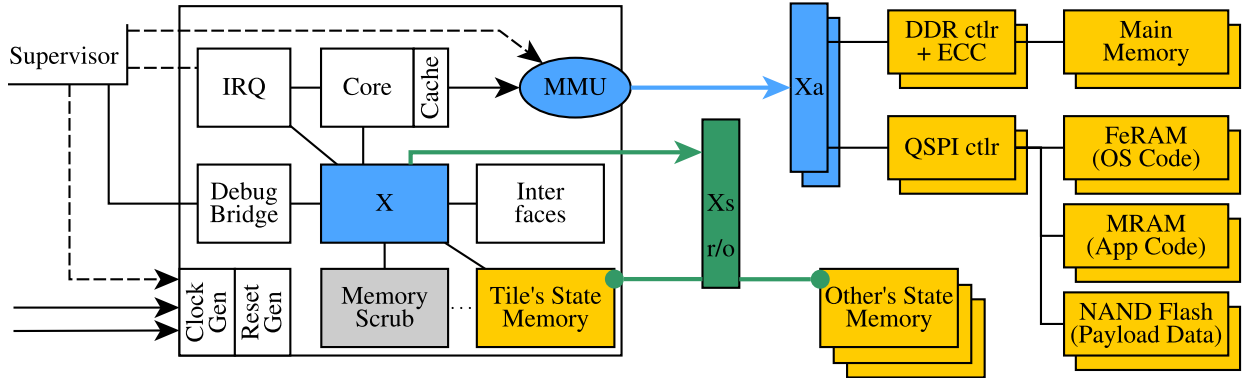 Supervisor
IRQ
Core
Cache
MMU
Xa
DDR ctlr
+ ECC
Main
Memory
QSPI ctlr
FeRAM
(OS Code)
Debug
Bridge
X
Inter
faces
Xs
r/o
MRAM
(App Code)
Clock
Gen
Reset
Gen
Memory
Scrub
...
Tile's State
Memory
Other's State
Memory
NAND Flash
(Payload Data)